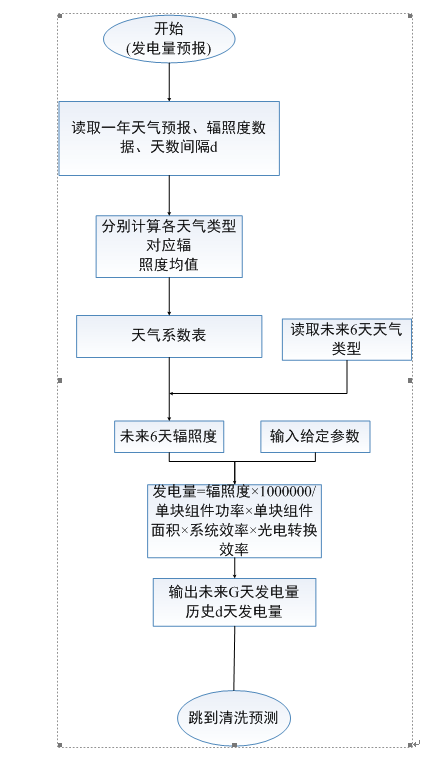 开始
(发电量预报)
读取一年天气预报、辐照度数
据、天数间隔d
分别计算各天气类型
对应辐
照度均值
天气系数表
读取未来6天天气
类型
未来6天辐照度
输入给定参数
发电量=辐照度×1000000/
单块组件功率×单块组件
面积×系统效率×光电转换
效率
输出未来G天发电量
历史d天发电量
跳到清洗预测